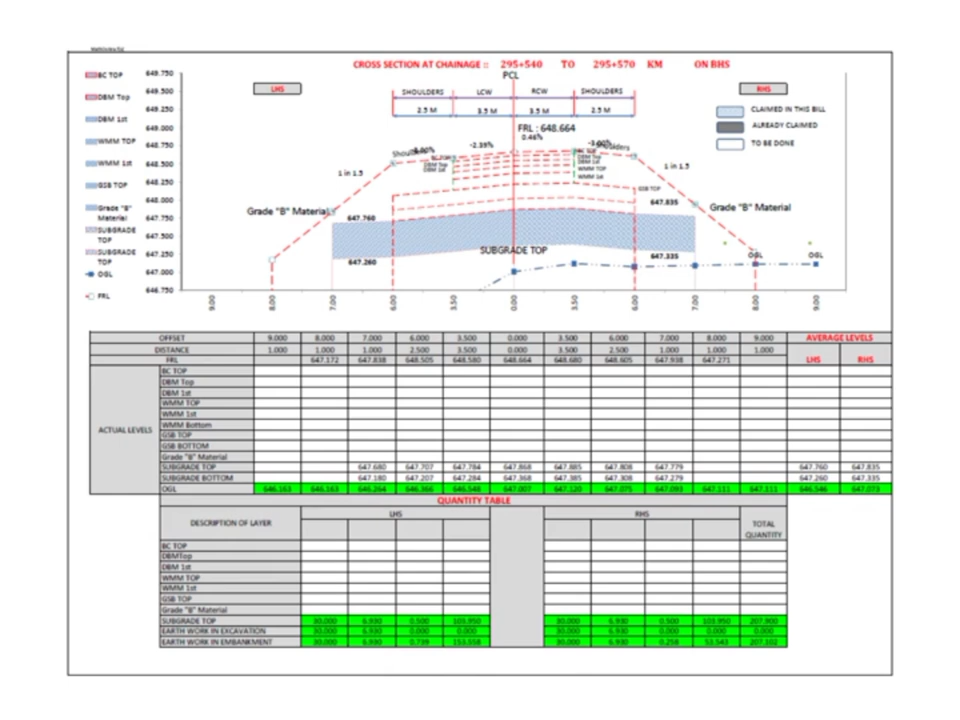 CROSS SECTION AT CHAINAGE :: 295+540 TO 295+570 KM ON BHS
PCL
LHS
RHS
SHOULDERS LCW RCW SHOULDERS
2.5 M 3.5 M 3.5 M 2.5 M
FRL : 648.664
0.46%
-2.39%
Shoulders
1 in 1.5
1 in 1.5
CLAIMED IN THIS BILL
ALREADY CLAIMED
TO BE DONE
BC TOP
DBM Top
DBM 1st
WMM TOP
WMM 1st
GSB TOP
Grade "B" Material
SUBGRADE TOP
SUBGRADE TOP
OGL
FRL
649.750
649.500
649.250
649.000
648.750
648.500
648.250
648.000
647.750
647.500
647.250
647.000
646.750
BC TOP
DBM Top
DBM 1st
DBM Top
DBM 1st
WMM TOP
WMM 1st
GSB TOP
Grade "B" Material
Grade "B" Material
647.760
647.835
SUBGRADE TOP
647.260
647.335
OGL
OGL
9.00 8.00 7.00 6.00 3.50 0.00 3.50 6.00 7.00 8.00 9.00
OFFSET 9.000 8.000 7.000 6.000 3.500 0.000 3.500 6.000 7.000 8.000 9.000 AVERAGE LEVELS
DISTANCE 1.000 1.000 1.000 2.500 3.500 0.000 3.500 2.500 1.000 1.000 1.000
FRL 647.172 647.838 648.505 648.580 648.664 648.680 648.605 647.938 647.271 LHS RHS
ACTUAL LEVELS
BC TOP
DBM Top
DBM 1st
WMM TOP
WMM 1st
WMM Bottom
GSB TOP
GSB BOTTOM
Grade "B" Material
SUBGRADE TOP 647.680 647.707 647.784 647.868 647.885 647.808 647.779 647.760 647.835
SUBGRADE BOTTOM 647.180 647.207 647.284 647.368 647.385 647.308 647.279 647.260 647.335
OGL 646.163 646.163 646.264 646.366 646.548 647.007 647.120 647.075 647.093 647.111 647.111 646.546 647.073
QUANTITY TABLE
DESCRIPTION OF LAYER LHS RHS TOTAL QUANTITY
BC TOP
DBMTop
DBM 1st
WMM TOP
WMM 1st
GSB TOP
Grade "B" Material
SUBGRADE TOP 30.000 6.930 0.500 103.950 30.000 6.930 0.500 103.950 207.900
EARTH WORK IN EXCAVATION 30.000 6.930 0.000 0.000 30.000 6.930 0.000 0.000 0.000
EARTH WORK IN EMBANKMENT 30.000 6.930 0.739 153.558 30.000 6.930 0.258 53.543 207.102